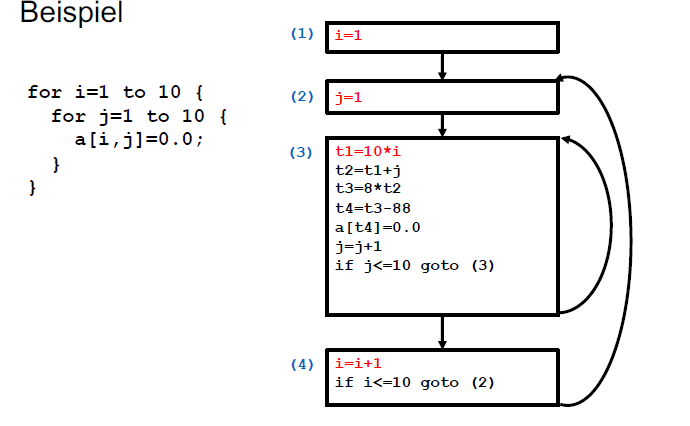 Beispiel
for i=1 to 10 {
for j=1 to 10 {
a[i,j]=0.0;
}
}
(1) i=1
(2) j=1
(3) t1=10*i
t2=t1+j
t3=8*t2
t4=t3-88
a[t4]=0.0
j=j+1
if j<=10 goto (3)
(4) i=i+1
if i<=10 goto (2)